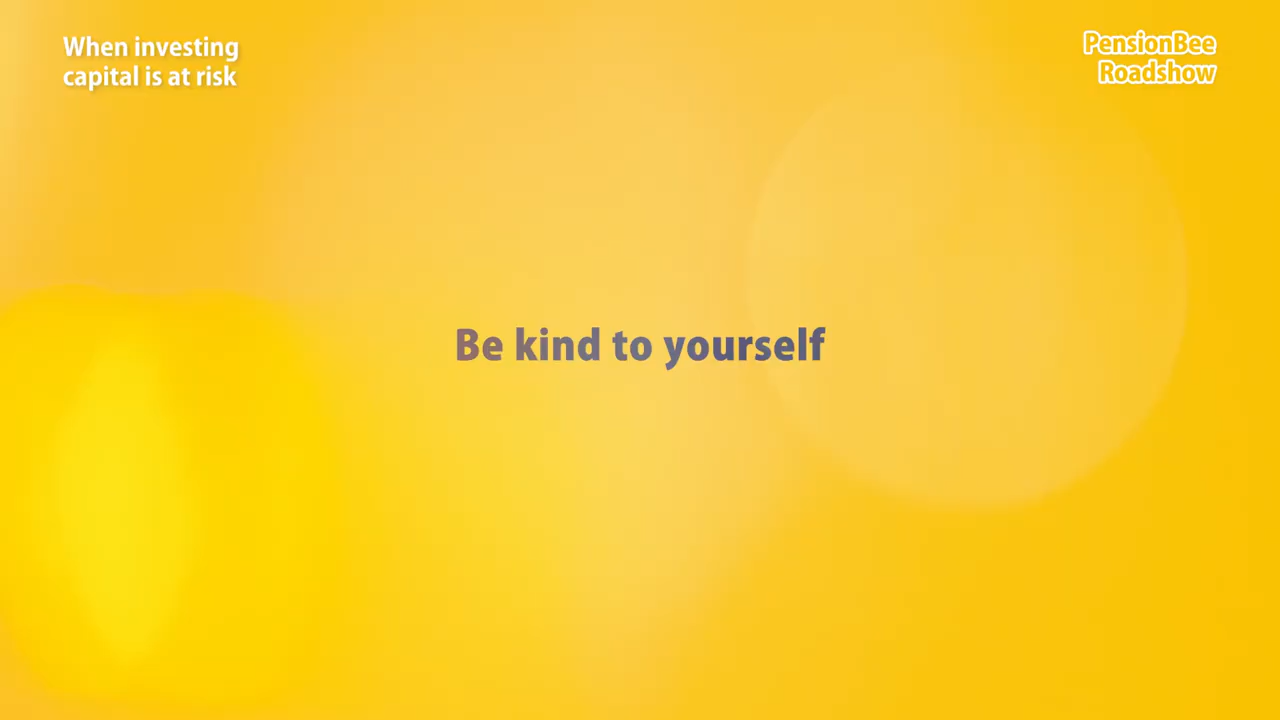 When investing
capital is at risk
PensionBee
Roadshow
Be kind to yourself